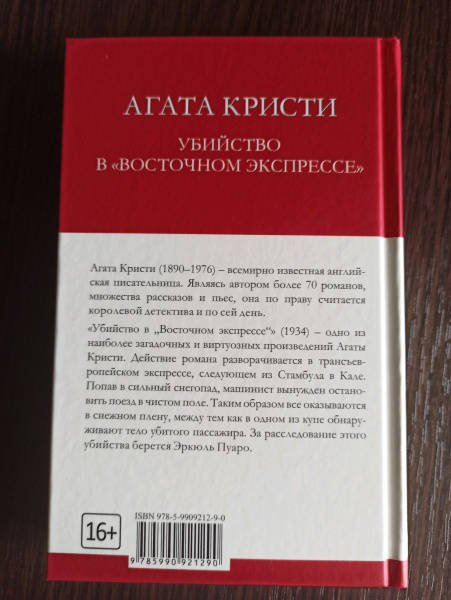 АГАТА КРИСТИ
УБИЙСТВО
В «ВОСТОЧНОМ ЭКСПРЕССЕ»
Агата Кристи (1890–1976) – всемирно известная английс-
кая писательница. Являясь автором более 70 романов,
множества рассказов и пьес, она по праву считается
королевой детектива и по сей день.
«Убийство в „Восточном экспрессе“» (1934) – одно из
наиболее загадочных и виртуозных произведений Агаты
Кристи. Действие романа разворачивается в трансъев-
ропейском экспрессе, следующем из Стамбула в Кале.
Попав в сильный снегопад, машинист вынужден остано-
вить поезд в чистом поле. Таким образом все оказываются
в снежном плену, между тем как в одном из купе обнару-
живают тело убитого пассажира. За расследование этого
убийства берется Эркюль Пуаро.
ISBN 978-5-9909212-9-0
16+
9 785990 921290